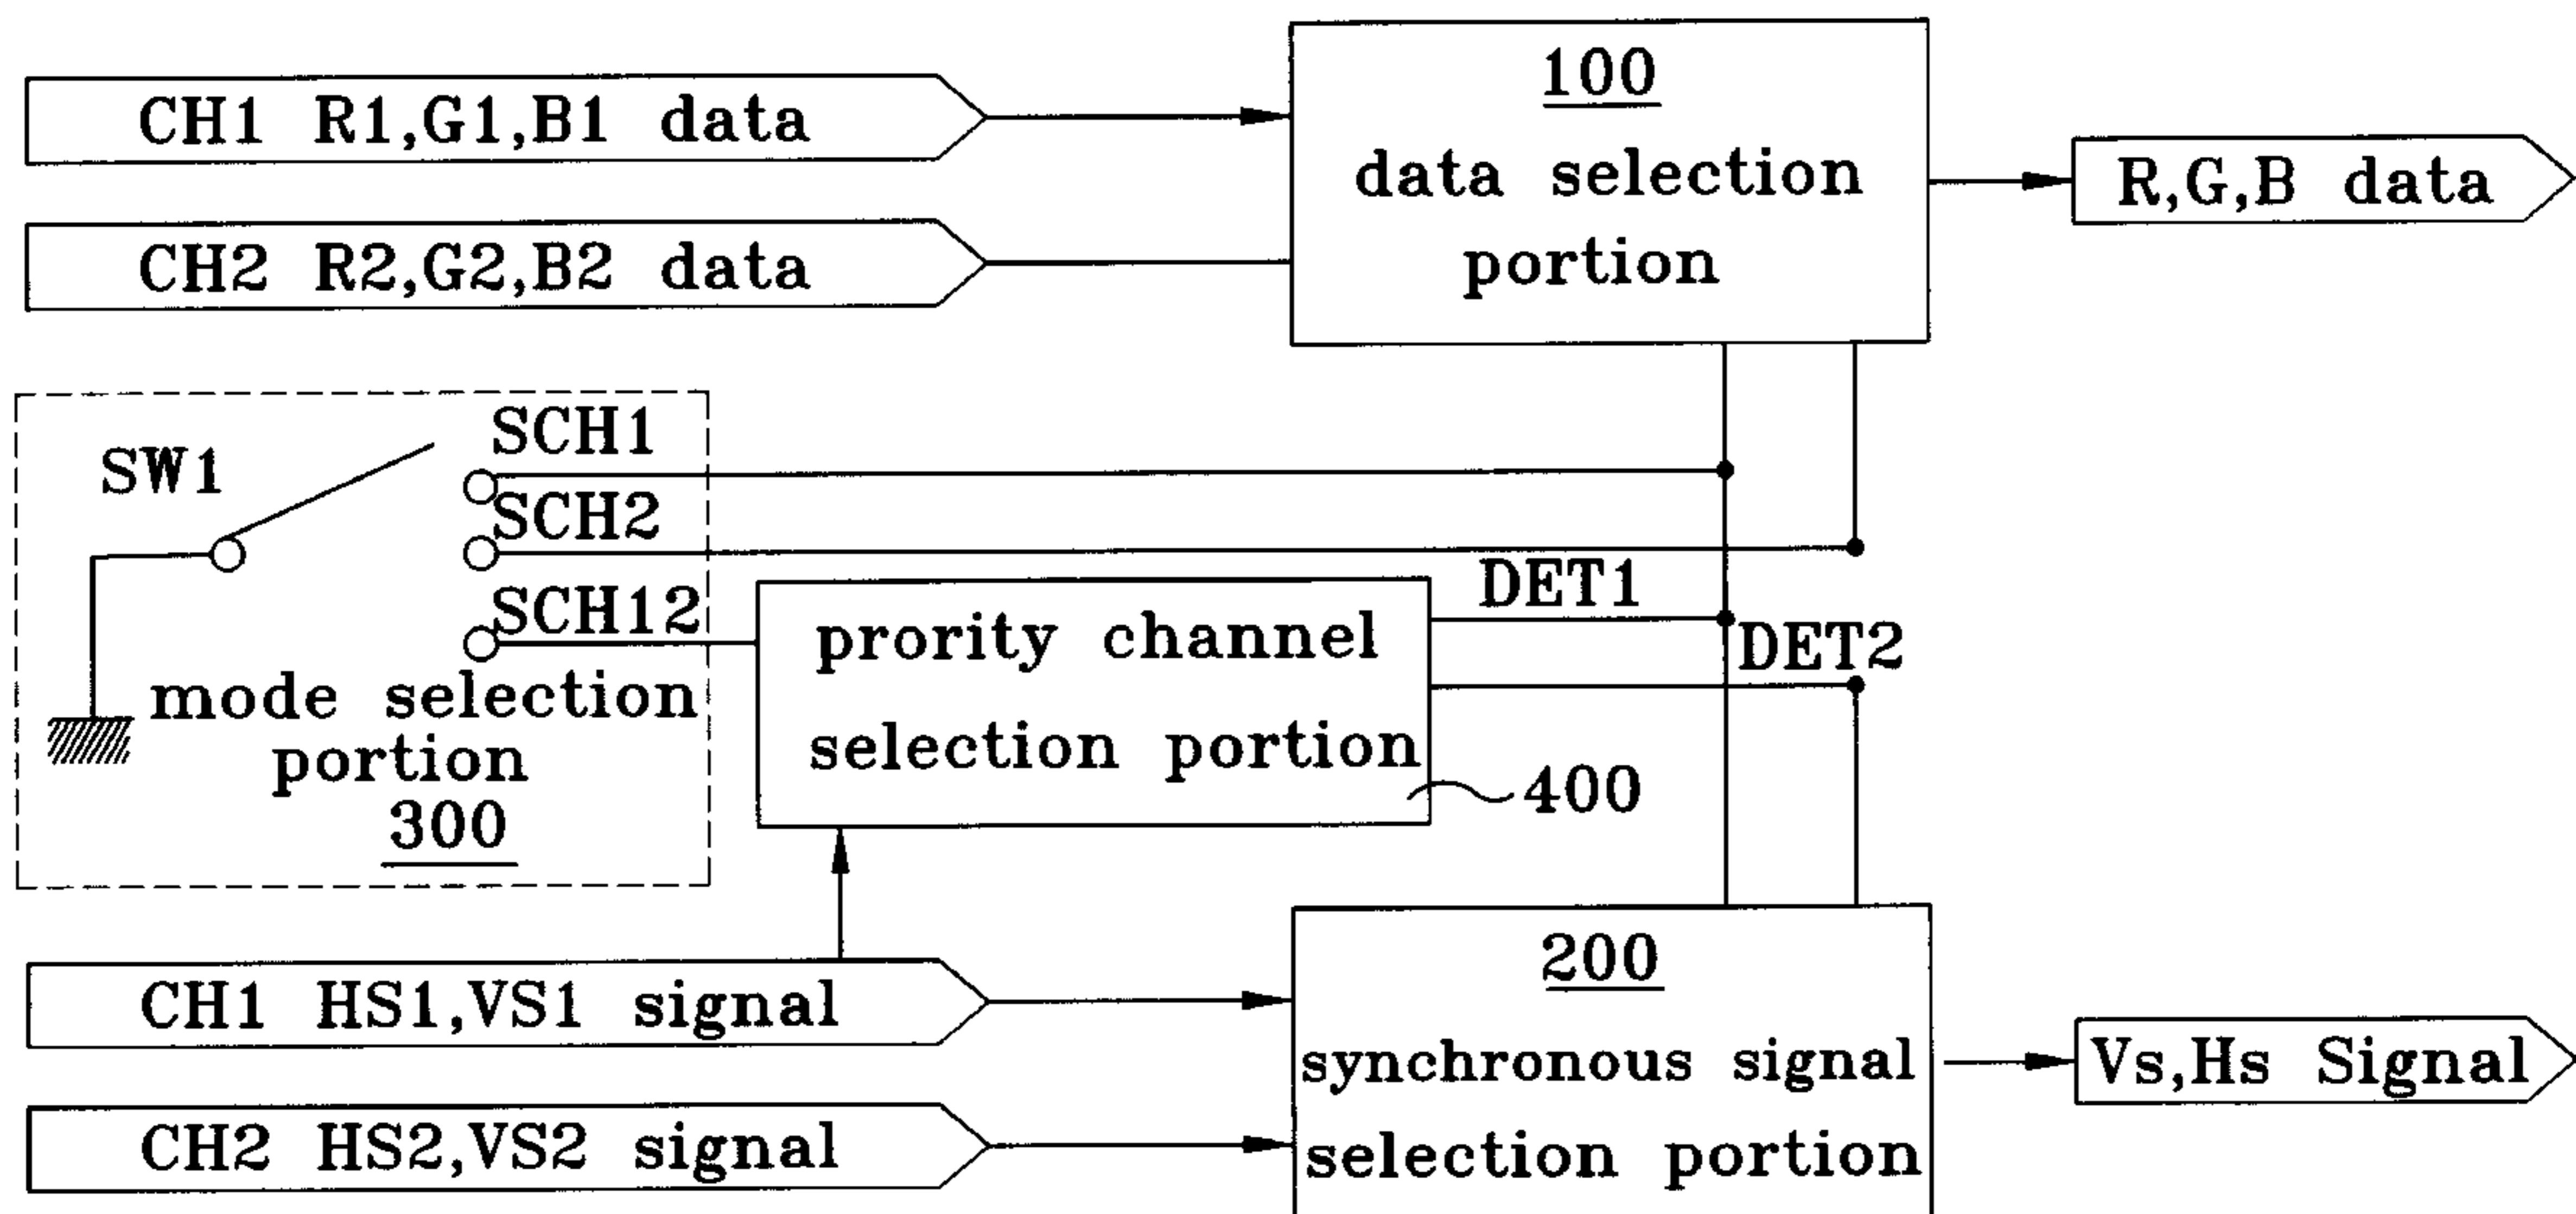 CH1 R1,G1,B1 data
CH2 R2,G2,B2 data
100
data selection
portion
R,G,B data
SW1
SCH1
SCH2
SCH12
mode selection
portion
300
prority channel
selection portion
400
DET1
DET2
CH1 HS1,VS1 signal
CH2 HS2,VS2 signal
200
synchronous signal
selection portion
Vs,Hs Signal